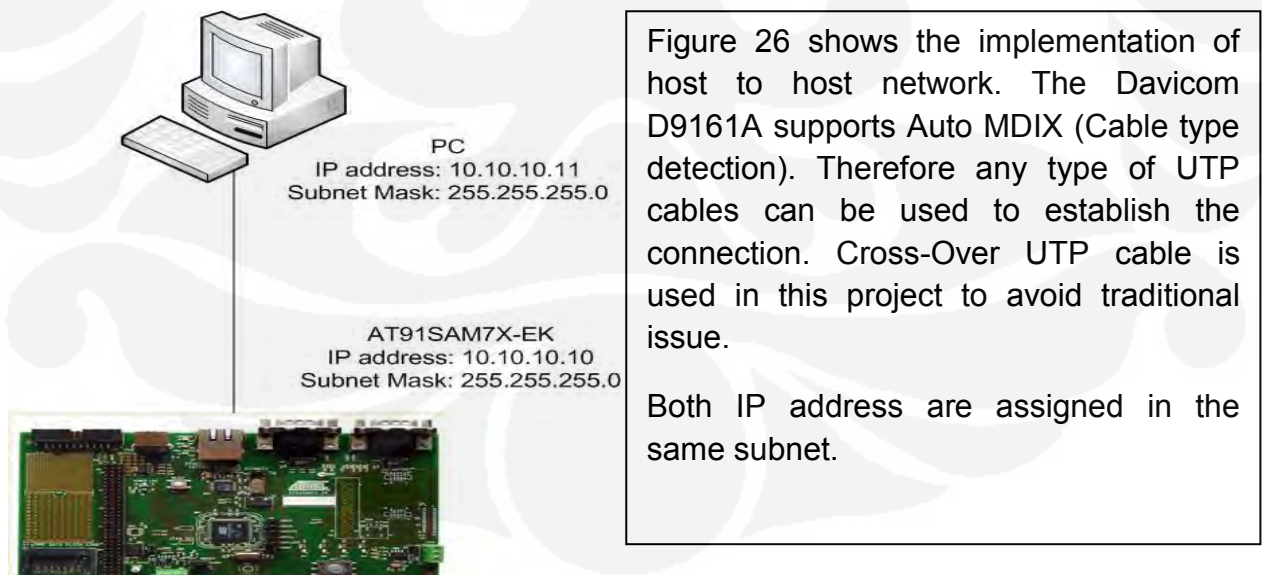 PC
IP address: 10.10.10.11
Subnet Mask: 255.255.255.0
AT91SAM7X-EK
IP address: 10.10.10.10
Subnet Mask: 255.255.255.0
Figure 26 shows the implementation of
host to host network. The Davicom
D9161A supports Auto MDIX (Cable type
detection). Therefore any type of UTP
cables can be used to establish the
connection. Cross-Over UTP cable is
used in this project to avoid traditional
issue.
Both IP address are assigned in the
same subnet.